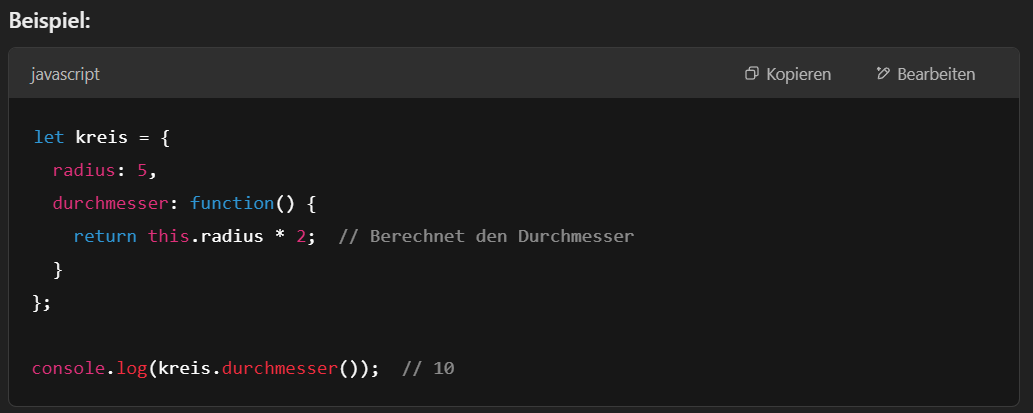 Beispiel:
javascript Kopieren Bearbeiten
let kreis = {
  radius: 5,
  durchmesser: function() {
    return this.radius * 2;  // Berechnet den Durchmesser
  }
};
console.log(kreis.durchmesser());  // 10